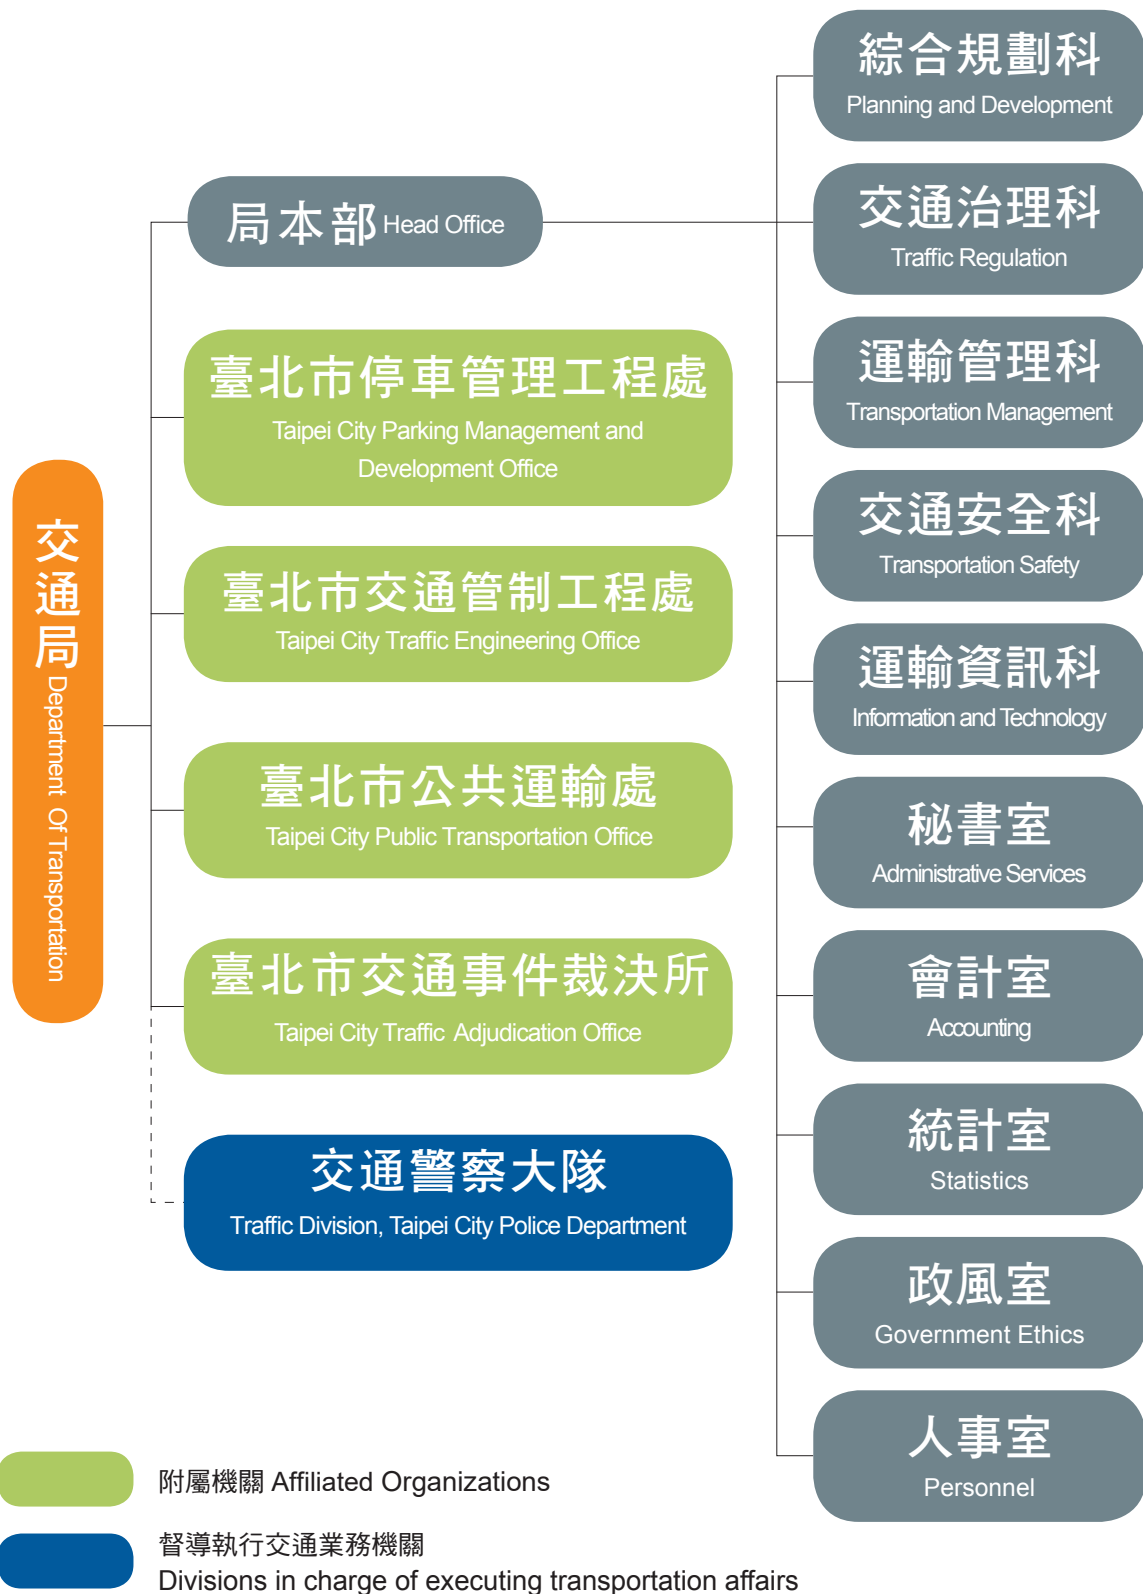 交通局 Department Of Transportation
局本部 Head Office
臺北市停車管理工程處
Taipei City Parking Management and
Development Office
臺北市交通管制工程處
Taipei City Traffic Engineering Office
臺北市公共運輸處
Taipei City Public Transportation Office
臺北市交通事件裁決所
Taipei City Traffic Adjudication Office
交通警察大隊
Traffic Division, Taipei City Police Department
綜合規劃科
Planning and Development
交通治理科
Traffic Regulation
運輸管理科
Transportation Management
交通安全科
Transportation Safety
運輸資訊科
Information and Technology
秘書室
Administrative Services
會計室
Accounting
統計室
Statistics
政風室
Government Ethics
人事室
Personnel
附屬機關 Affiliated Organizations
督導執行交通業務機關
Divisions in charge of executing transportation affairs